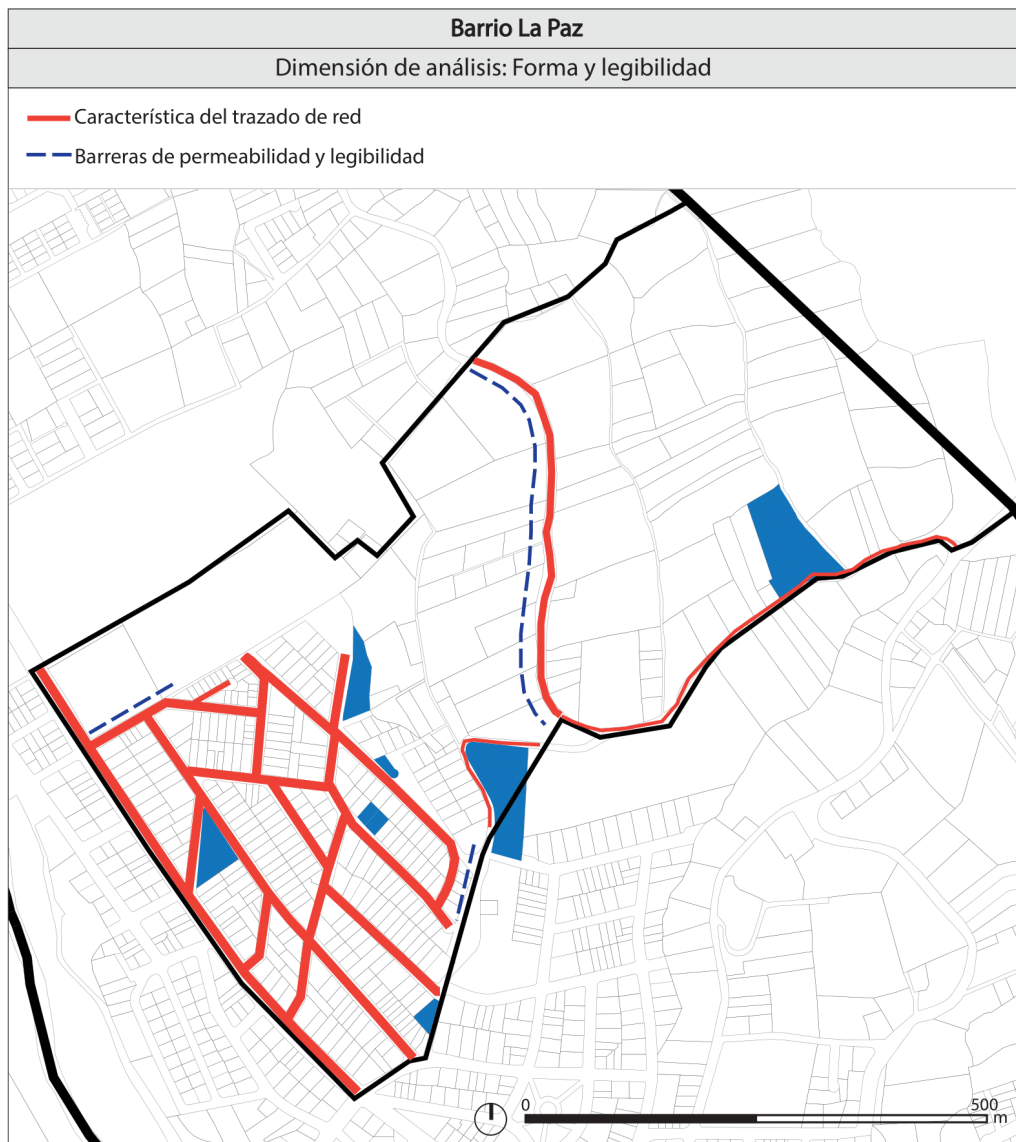 Barrio La Paz
Dimensión de análisis: Forma y legibilidad
Característica del trazado de red
Barreras de permeabilidad y legibilidad
0
500
m